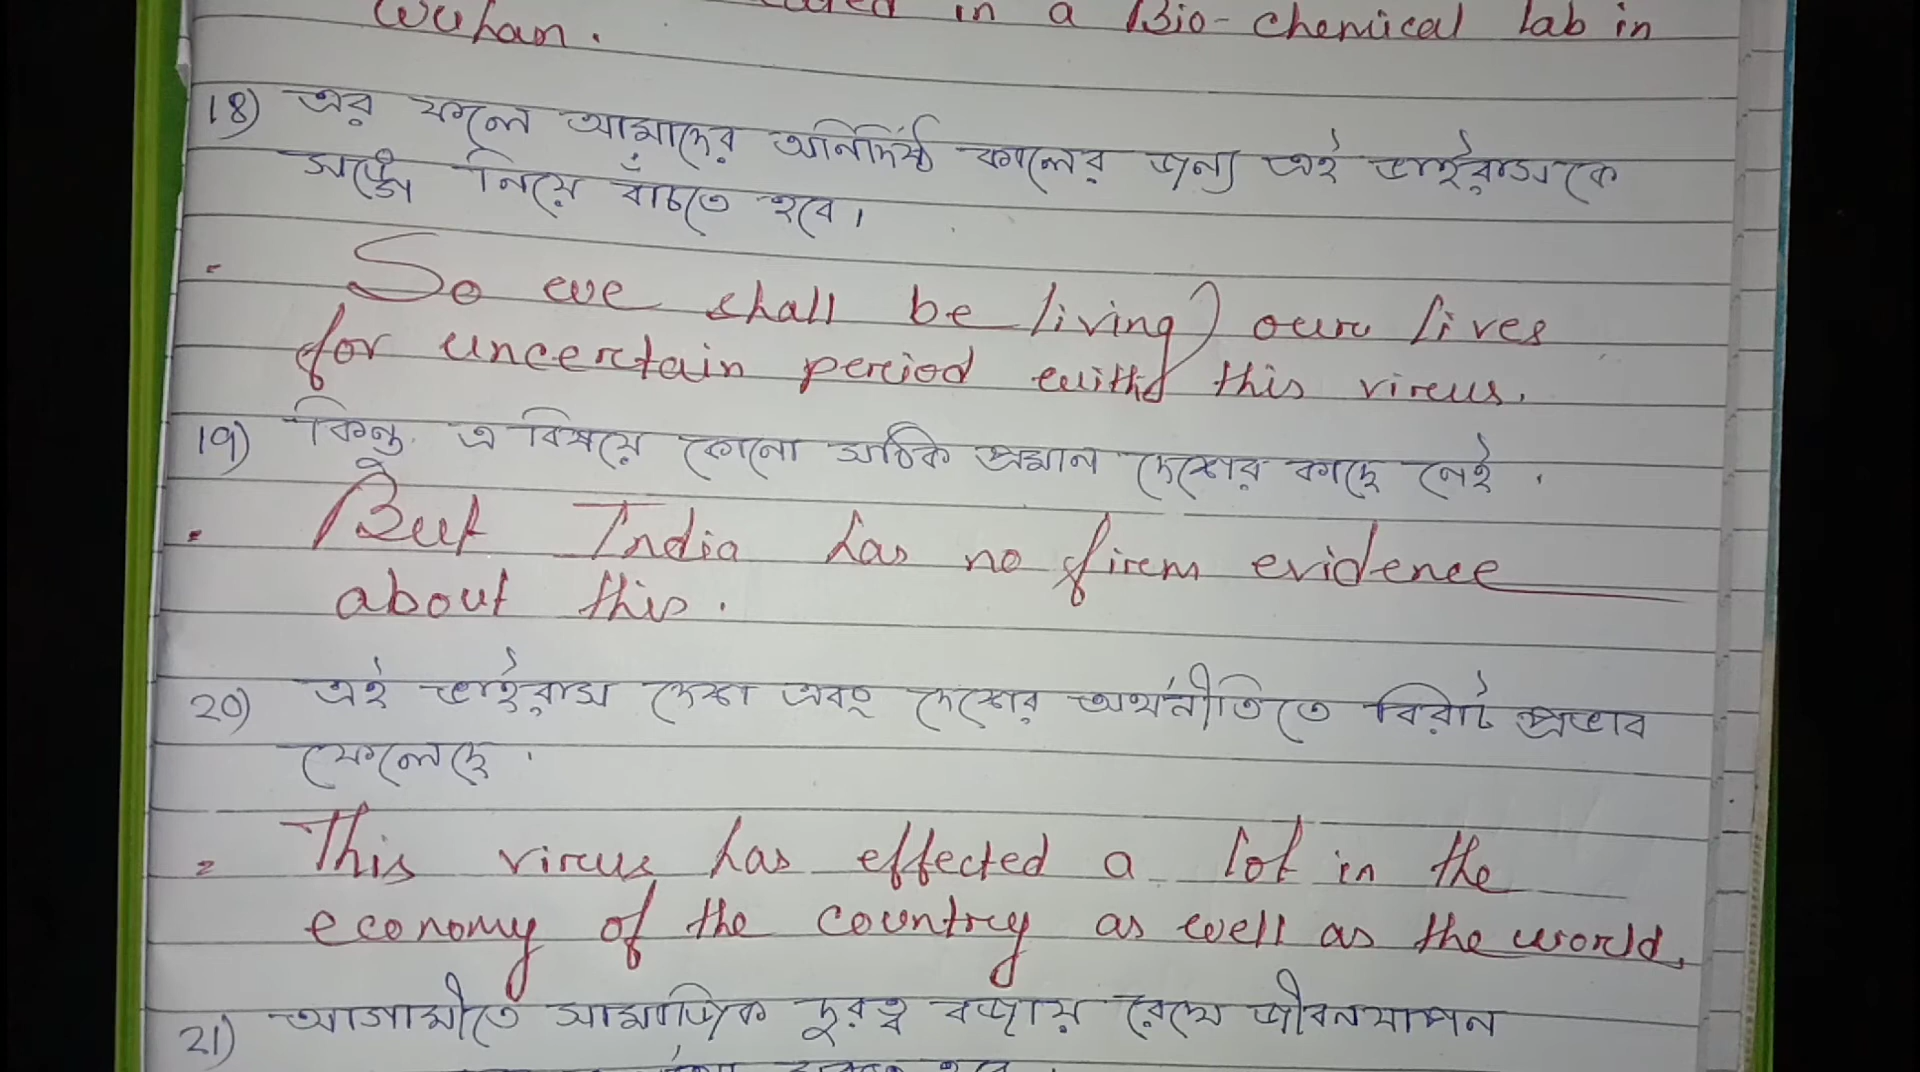 in a Bio-chemical lab in
Wuhan.
18) এর ফলে আমাদের অনির্দিষ্ট কালের জন্য এই ভাইরাসকে
সঙ্গে নিয়ে বাঁচতে হবে।
So we shall be living our lives
for uncertain period with this virus.
19) কিন্তু এ বিষয়ে কোনো সঠিক প্রমান দেশের কাছে নেই.
But India has no firm evidence
about this.
20) এই ভাইরাস দেশ এবং দেশের অর্থনীতিতে বিরাট প্রভাব
ফেলেছে.
= This virus has effected a lot in the
economy of the country as well as the world.
21) আগামীতে সামাজিক দুরত্ব বজায় রেখে জীবনযাপন